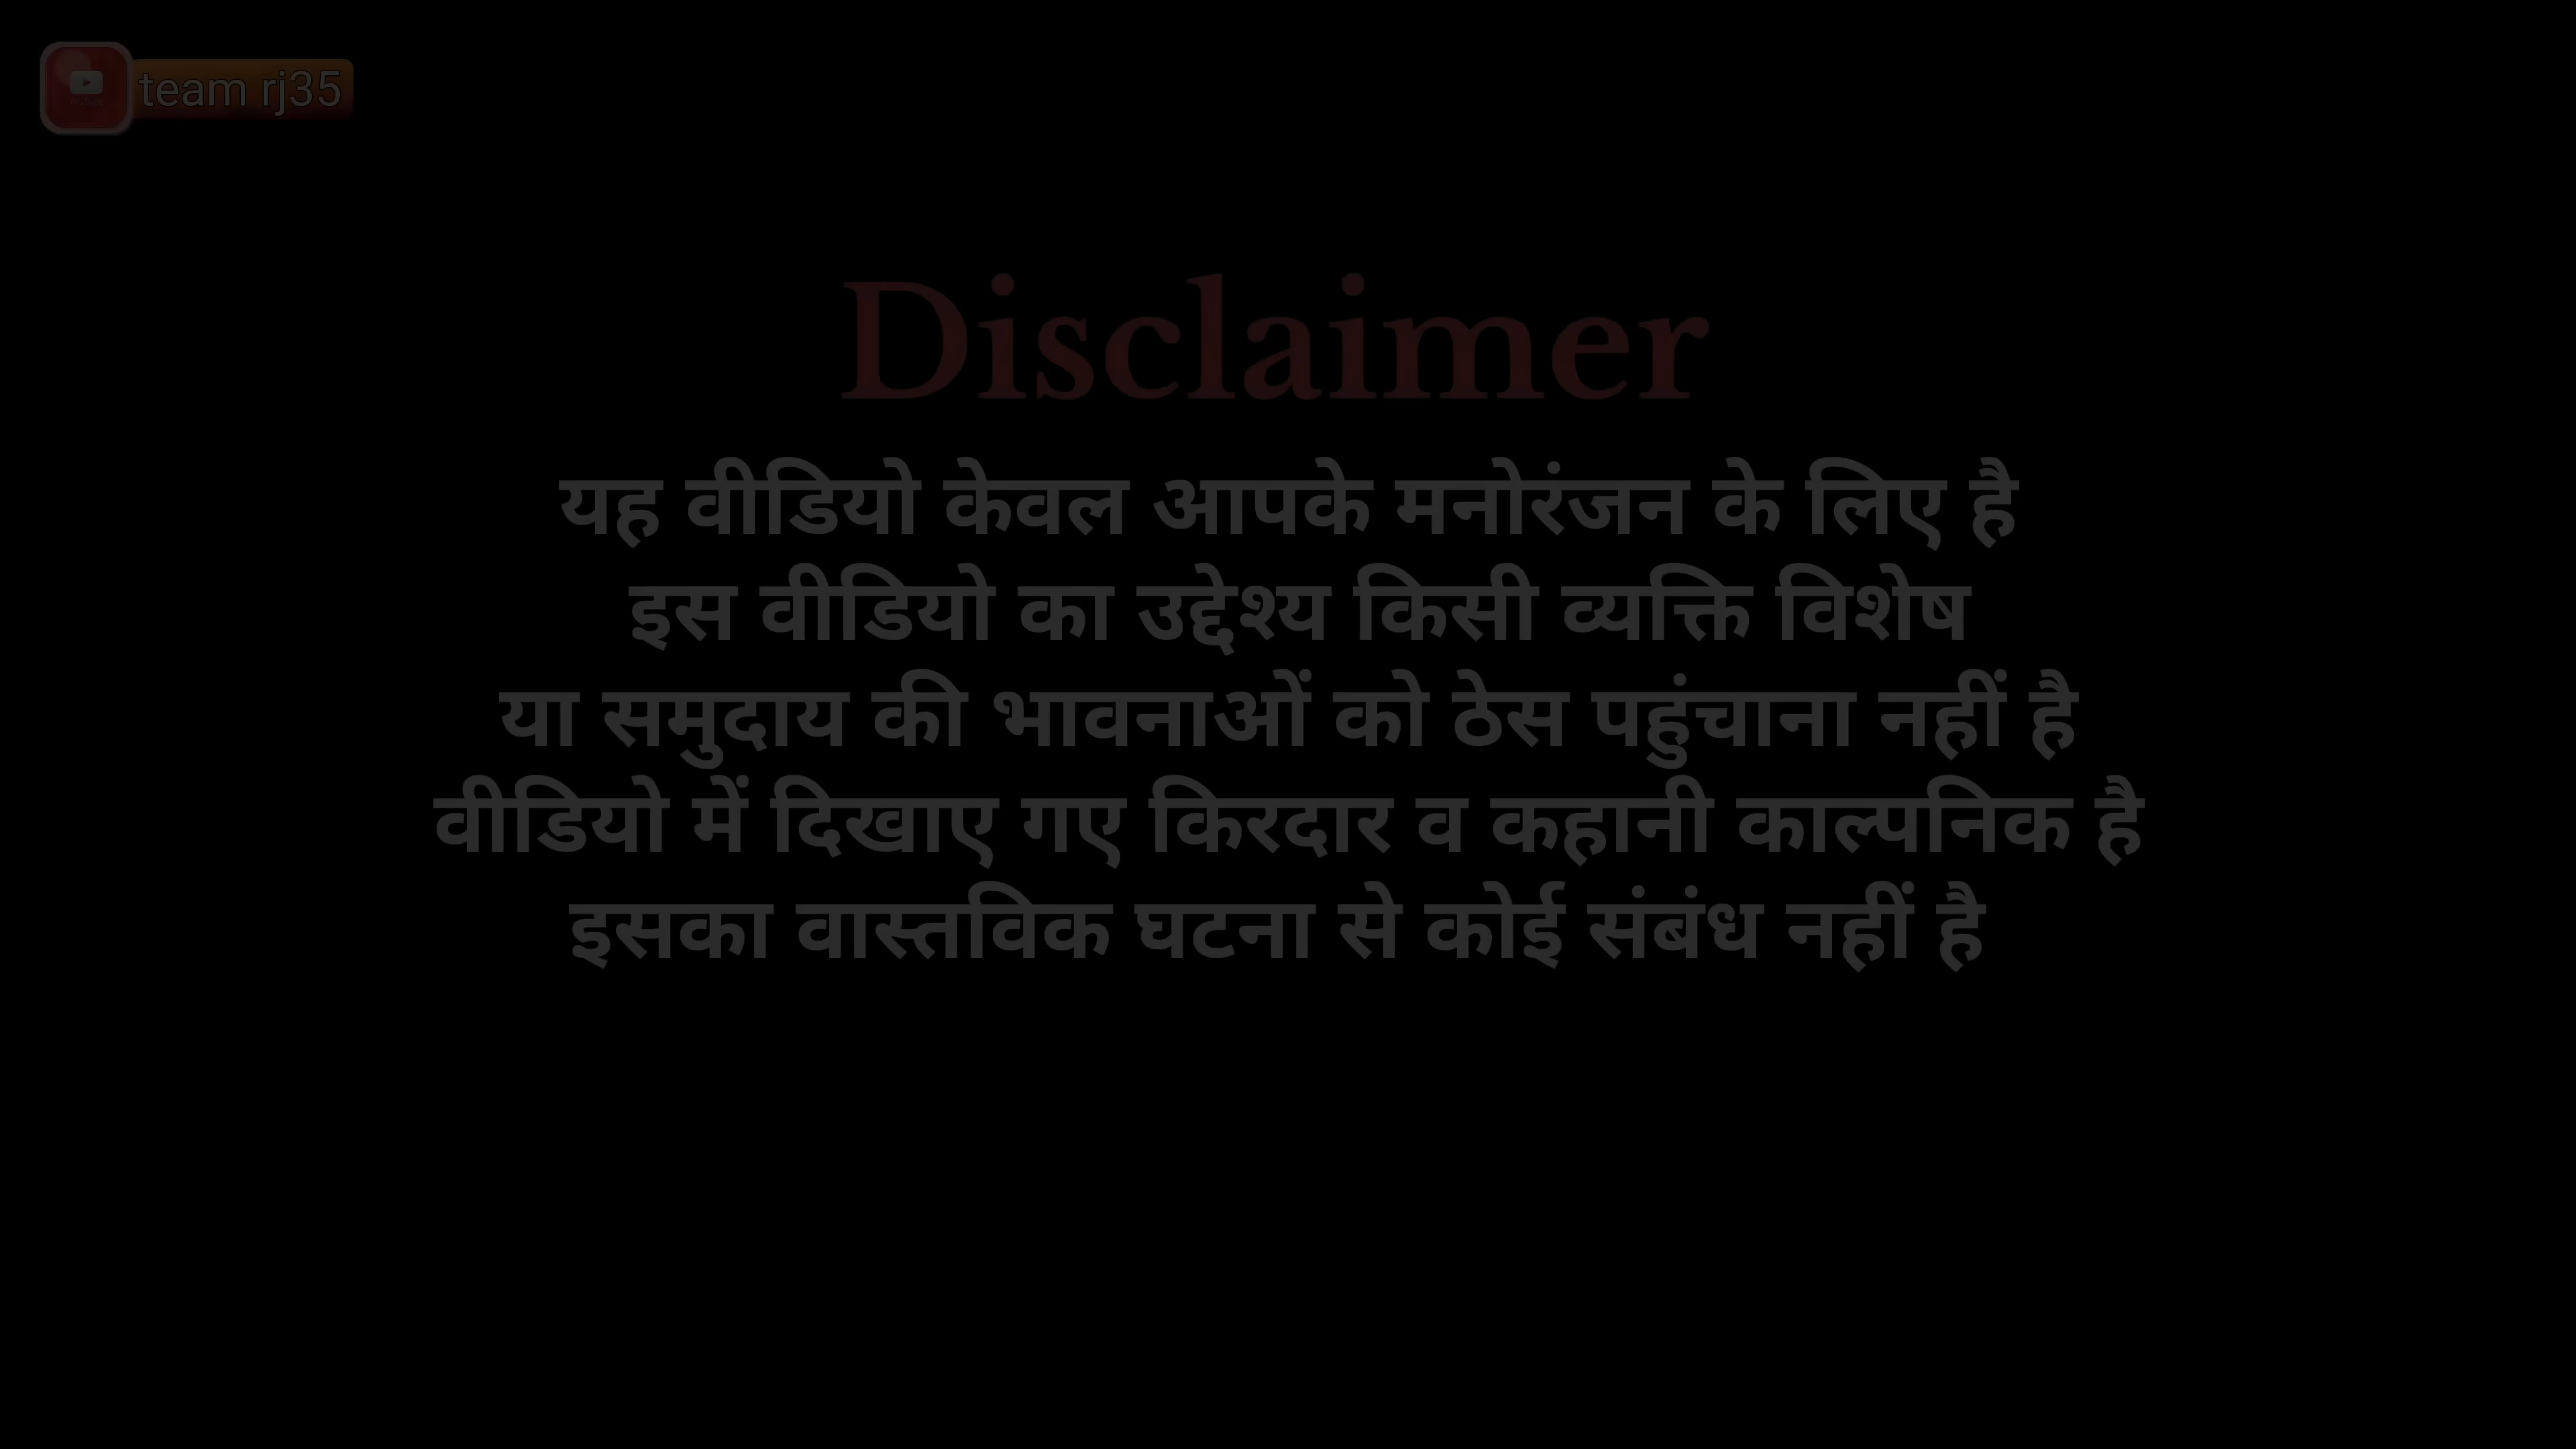 team rj35
Disclaimer
यह वीडियो केवल आपके मनोरंजन के लिए है
इस वीडियो का उद्देश्य किसी व्यक्ति विशेष
या समुदाय की भावनाओं को ठेस पहुंचाना नहीं है
वीडियो में दिखाए गए किरदार व कहानी काल्पनिक है
इसका वास्तविक घटना से कोई संबंध नहीं है